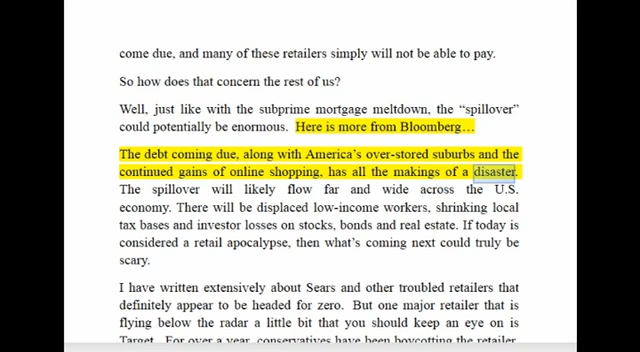 come due, and many of these retailers simply will not be able to pay.
So how does that concern the rest of us?
Well, just like with the subprime mortgage meltdown, the “spillover”
could potentially be enormous.  Here is more from Bloomberg…
The debt coming due, along with America’s over-stored suburbs and the
continued gains of online shopping, has all the makings of a disaster.
The spillover will likely flow far and wide across the U.S.
economy. There will be displaced low-income workers, shrinking local
tax bases and investor losses on stocks, bonds and real estate. If today is
considered a retail apocalypse, then what’s coming next could truly be
scary.
I have written extensively about Sears and other troubled retailers that
definitely appear to be headed for zero.  But one major retailer that is
flying below the radar a little bit that you should keep an eye on is
Target.  For over a year, conservatives have been boycotting the retailer